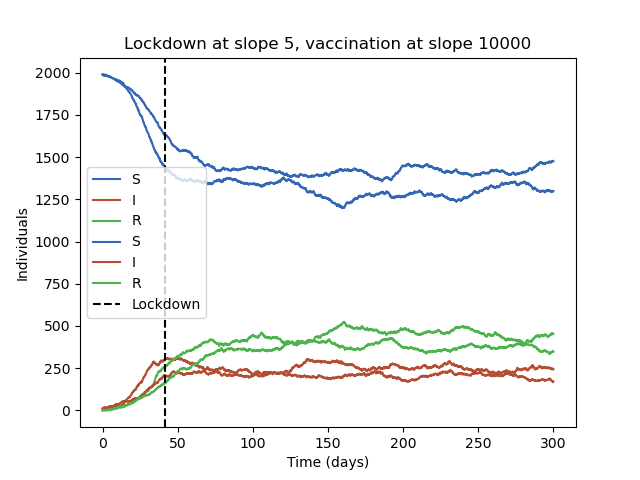 Lockdown at slope 5, vaccination at slope 10000
2000
1750
1500
1250
1000
750
500
250
0
Individuals
S
I
R
S
I
R
Lockdown
0 50 100 150 200 250 300
Time (days)